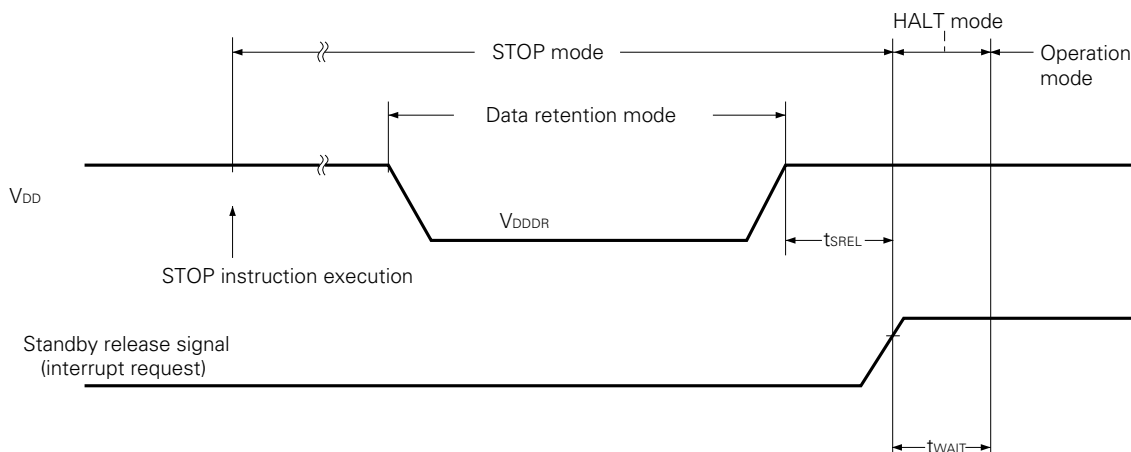 HALT mode
STOP mode
Operation
mode
Data retention mode
VDD
VDDDR
tSREL
STOP instruction execution
Standby release signal
(interrupt request)
tWAIT